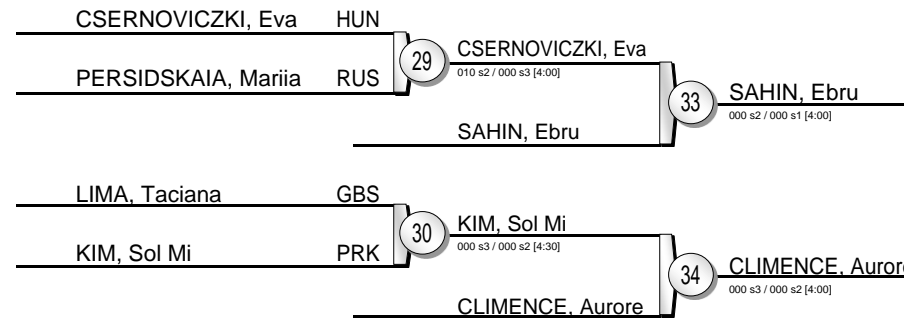 CSERNOVICZKI, Eva HUN
PERSIDSKAIA, Mariia RUS
29
CSERNOVICZKI, Eva
010 s2 / 000 s3 [4:00]
SAHIN, Ebru
33
SAHIN, Ebru
000 s2 / 000 s1 [4:00]
LIMA, Taciana GBS
KIM, Sol Mi PRK
30
KIM, Sol Mi
000 s3 / 000 s2 [4:30]
CLIMENCE, Aurore
34
CLIMENCE, Aurore
000 s3 / 000 s2 [4:00]